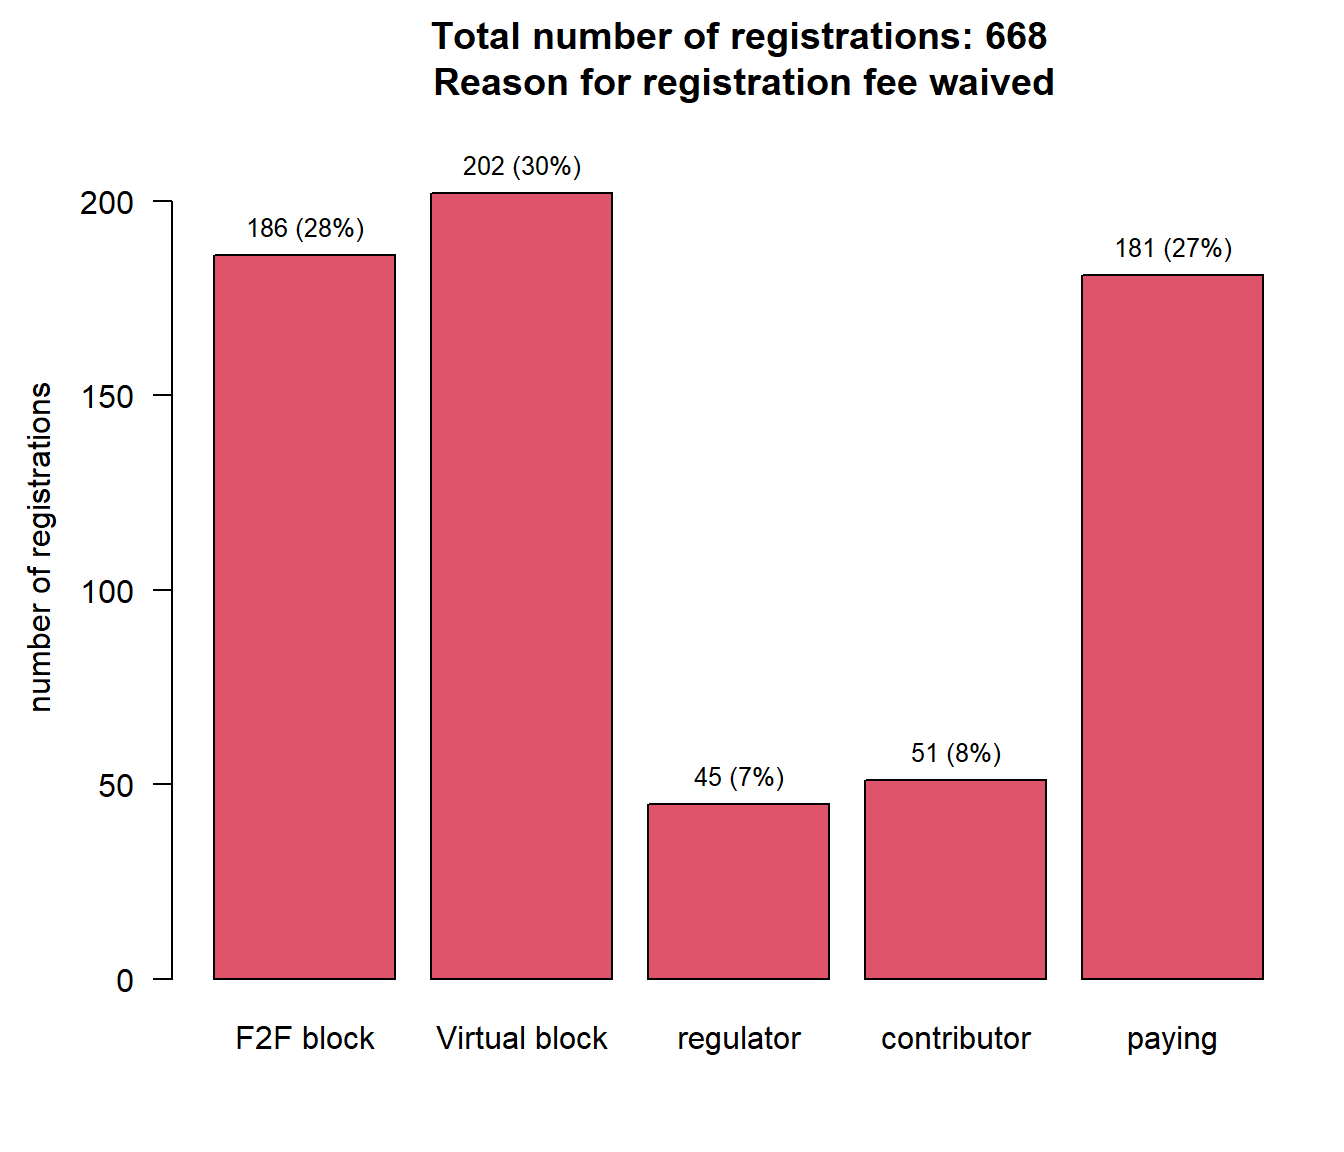 Total number of registrations: 668
Reason for registration fee waived
number of registrations
200
150
100
50
0
186 (28%)
202 (30%)
45 (7%)
51 (8%)
181 (27%)
F2F block
Virtual block
regulator
contributor
paying